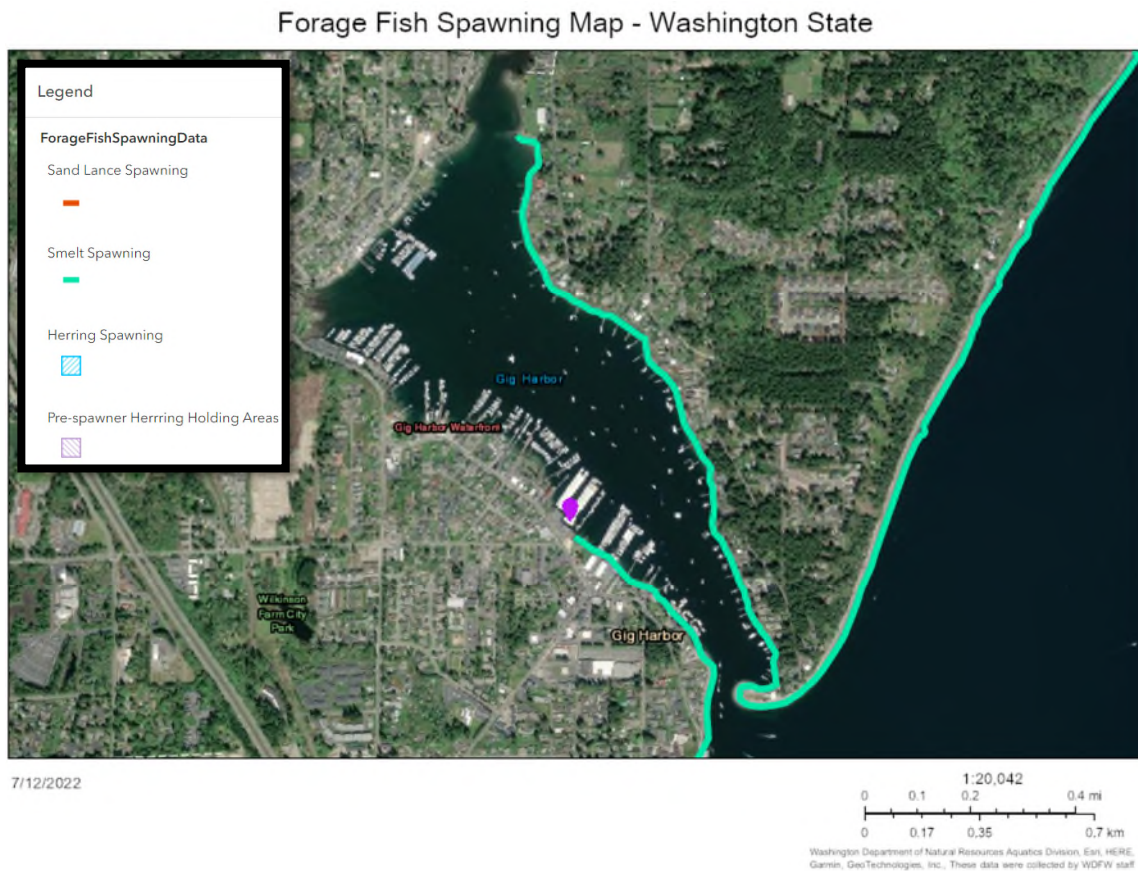 Forage Fish Spawning Map - Washington State
Legend
ForageFishSpawningData
Sand Lance Spawning
Smelt Spawning
Herring Spawning
Pre-spawner Herrring Holding Areas
Gig Harbor
Gig Harbor Waterfront
Wilkinson
Farm City
Park
Gig Harbor
7/12/2022
1:20,042
0 0.1 0.2 0.4 mi
0 0.17 0.35 0.7 km
Washington Department of Natural Resources Aquatics Division, Esri, HERE,
Garmin, GeoTechnologies, Inc., These data were collected by WDFW staff